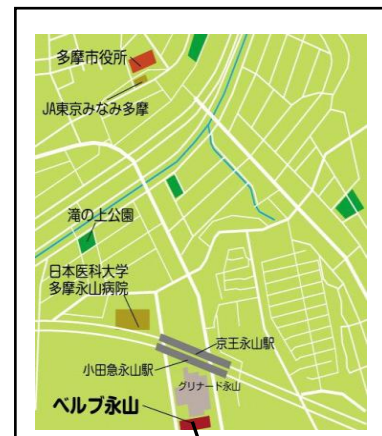 多摩市役所
JA東京みなみ多摩
滝の上公園
日本医科大学
多摩永山病院
京王永山駅
小田急永山駅
グリナード永山
ベルブ永山